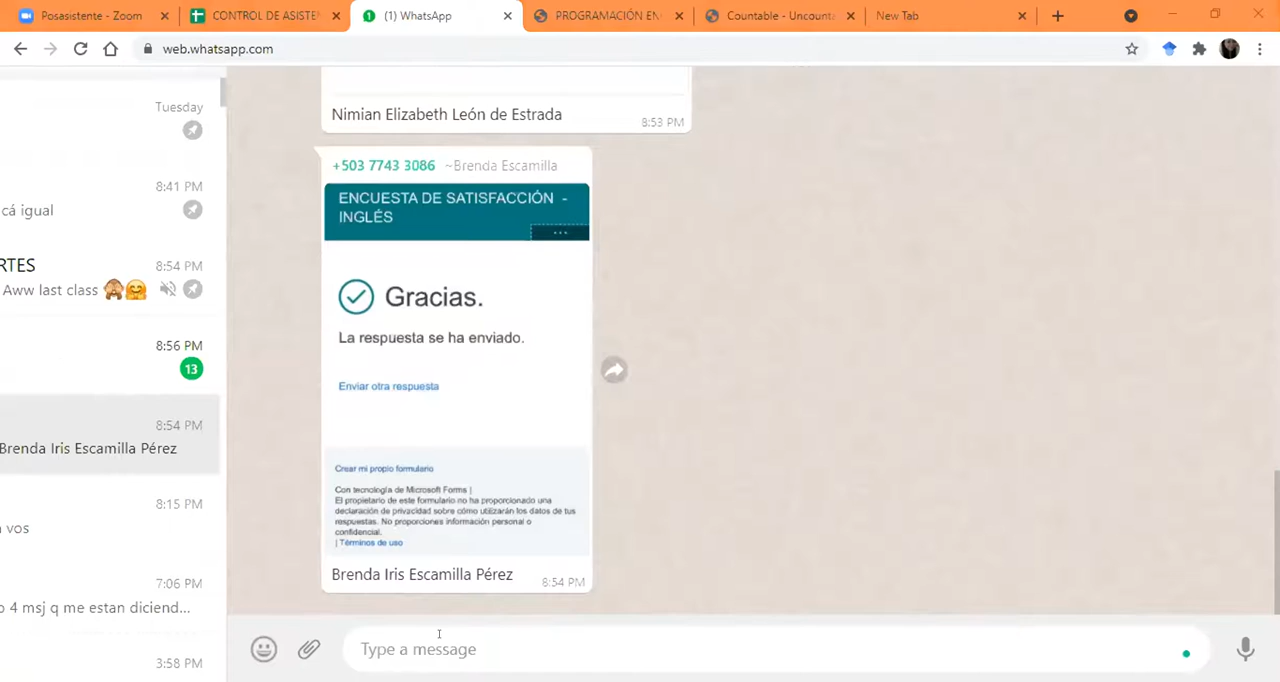 Posasistente - Zoom
CONTROL DE ASISTE
(1) WhatsApp
PROGRAMACIÓN EN
Countable - Uncounta
New Tab
web.whatsapp.com
Tuesday
8:41 PM
cá igual
RTES
8:54 PM
Aww last class
8:56 PM
13
8:54 PM
Brenda Iris Escamilla Pérez
8:15 PM
vos
7:06 PM
o 4 msj q me estan diciend...
3:58 PM
Nimian Elizabeth León de Estrada
8:53 PM
+503 7743 3086 ~Brenda Escamilla
ENCUESTA DE SATISFACCIÓN -
INGLÉS
...
Gracias.
La respuesta se ha enviado.
Enviar otra respuesta
Crear mi propio formulario
Con tecnología de Microsoft Forms |
El propietario de este formulario no ha proporcionado una
declaración de privacidad sobre cómo utilizarán los datos de tus
respuestas. No proporciones información personal o
confidencial.
| Términos de uso
Brenda Iris Escamilla Pérez
8:54 PM
Type a message